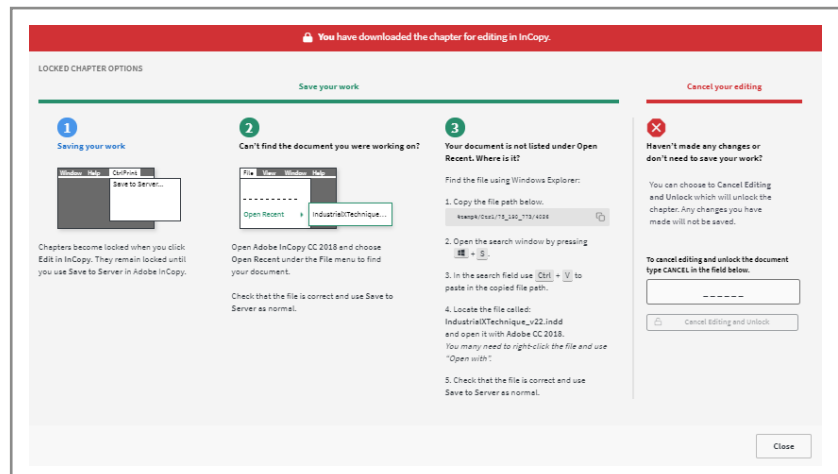 You have downloaded the chapter for editing in InCopy.
LOCKED CHAPTER OPTIONS
Save your work
Cancel your editing
1
Saving your work
Window Help CtrlPrint
Save to Server...
Chapters become locked when you click
Edit in InCopy. They remain locked until
you use Save to Server in Adobe InCopy.
2
Can't find the document you were working on?
File View Window Help
Open Recent
IndustrialXTechnique...
Open Adobe InCopy CC 2018 and choose
Open Recent under the File menu to find
your document.
Check that the file is correct and use Save to
Server as normal.
3
Your document is not listed under Open
Recent. Where is it?
Find the file using Windows Explorer:
1. Copy the file path below.
2. Open the search window by pressing
+ S.
3. In the search field use Ctrl + V to
paste in the copied file path.
4. Locate the file called:
IndustrialXTechnique_v22.indd
and open it with Adobe CC 2018.
You many need to right-click the file and use
"Open with".
5. Check that the file is correct and use
Save to Server as normal.
Haven't made any changes or
don't need to save your work?
You can choose to Cancel Editing
and Unlock which will unlock the
chapter. Any changes you have
made will not be saved.
To cancel editing and unlock the document
type CANCEL in the field below.
Cancel Editing and Unlock
Close